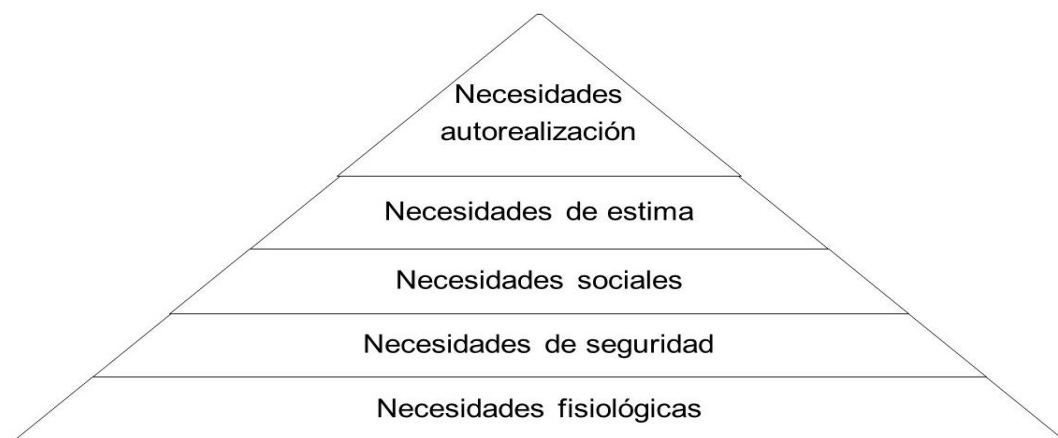 Necesidades
autorealización
Necesidades de estima
Necesidades sociales
Necesidades de seguridad
Necesidades fisiológicas